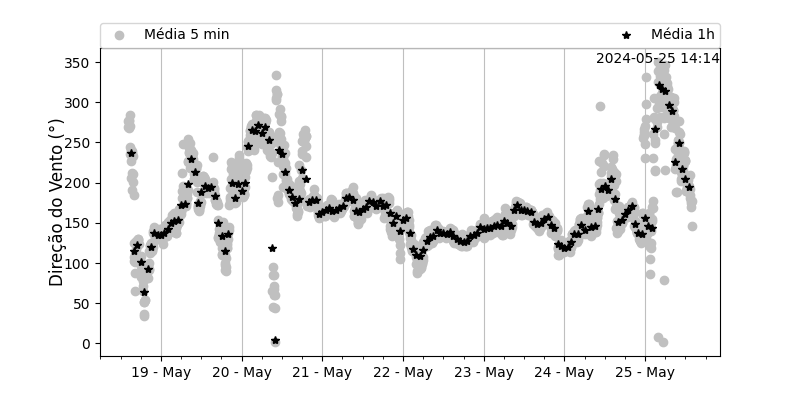 Média 5 min
Média 1h
2024-05-25 14:14
Direção do Vento (°)
350
300
250
200
150
100
50
0
19 - May
20 - May
21 - May
22 - May
23 - May
24 - May
25 - May